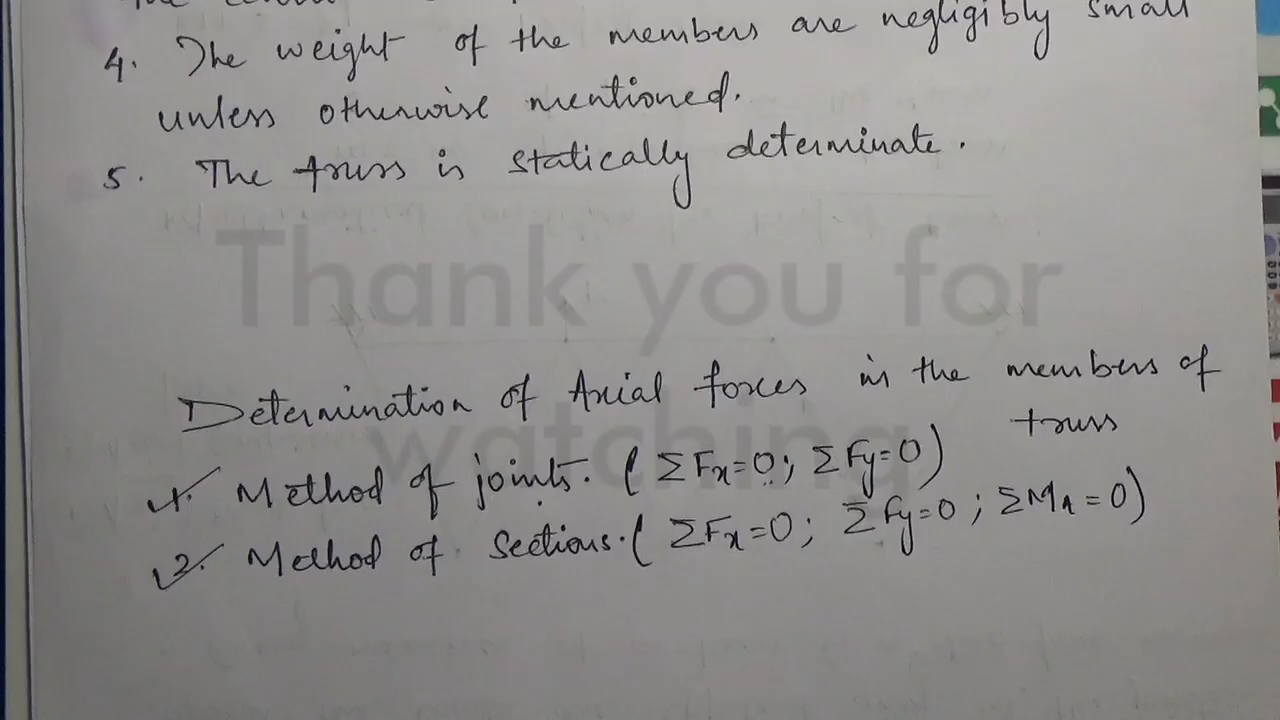 4. The weight of the members are negligibly small
unless otherwise mentioned.
5. The truss is statically determinate.
Thank you for
watching
Determination of Axial forces in the members of
truss
1. Method of joints. ( ΣFx=0; ΣFy=0)
2. Method of sections. ( ΣFx=0; ΣFy=0; ΣMA=0)